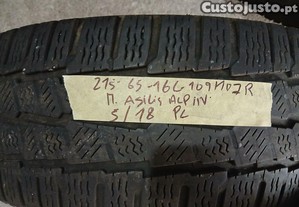 CustoJusto.pt
215-65-16C 109/107R
M. AGILIS ALPIN.
5/18 PL